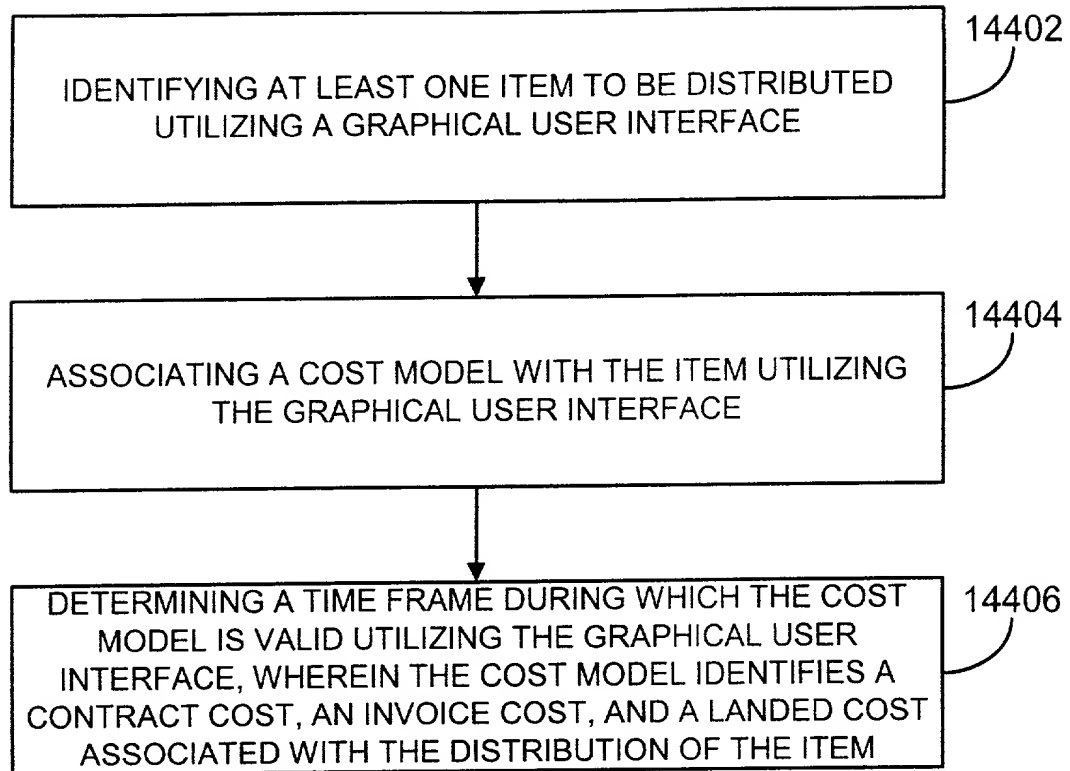 14402
IDENTIFYING AT LEAST ONE ITEM TO BE DISTRIBUTED
UTILIZING A GRAPHICAL USER INTERFACE
14404
ASSOCIATING A COST MODEL WITH THE ITEM UTILIZING
THE GRAPHICAL USER INTERFACE
14406
DETERMINING A TIME FRAME DURING WHICH THE COST
MODEL IS VALID UTILIZING THE GRAPHICAL USER
INTERFACE, WHEREIN THE COST MODEL IDENTIFIES A
CONTRACT COST, AN INVOICE COST, AND A LANDED COST
ASSOCIATED WITH THE DISTRIBUTION OF THE ITEM